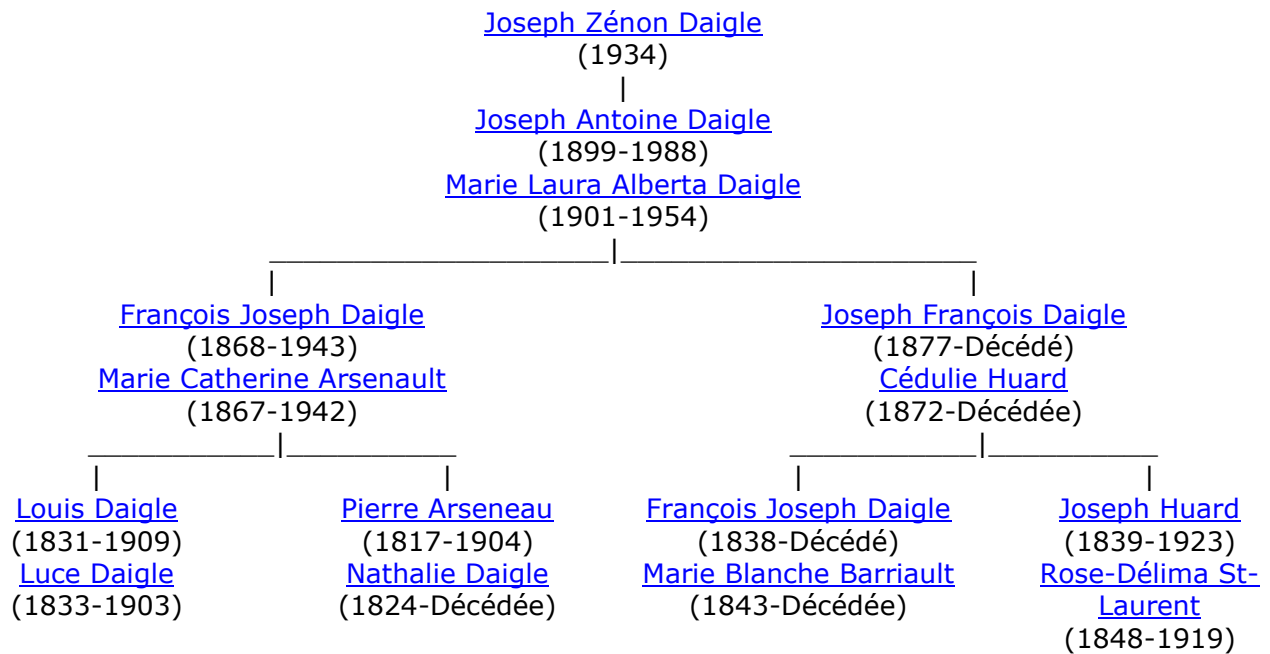 Joseph Zénon Daigle
(1934)
|
Joseph Antoine Daigle
(1899-1988)
Marie Laura Alberta Daigle
(1901-1954)
François Joseph Daigle Joseph François Daigle
(1868-1943) (1877-Décédé)
Marie Catherine Arsenault Cédulie Huard
(1867-1942) (1872-Décédée)
Louis Daigle Pierre Arseneau François Joseph Daigle Joseph Huard
(1831-1909) (1817-1904) (1838-Décédé) (1839-1923)
Luce Daigle Nathalie Daigle Marie Blanche Barriault Rose-Délima St-
(1833-1903) (1824-Décédée) (1843-Décédée) Laurent
(1848-1919)